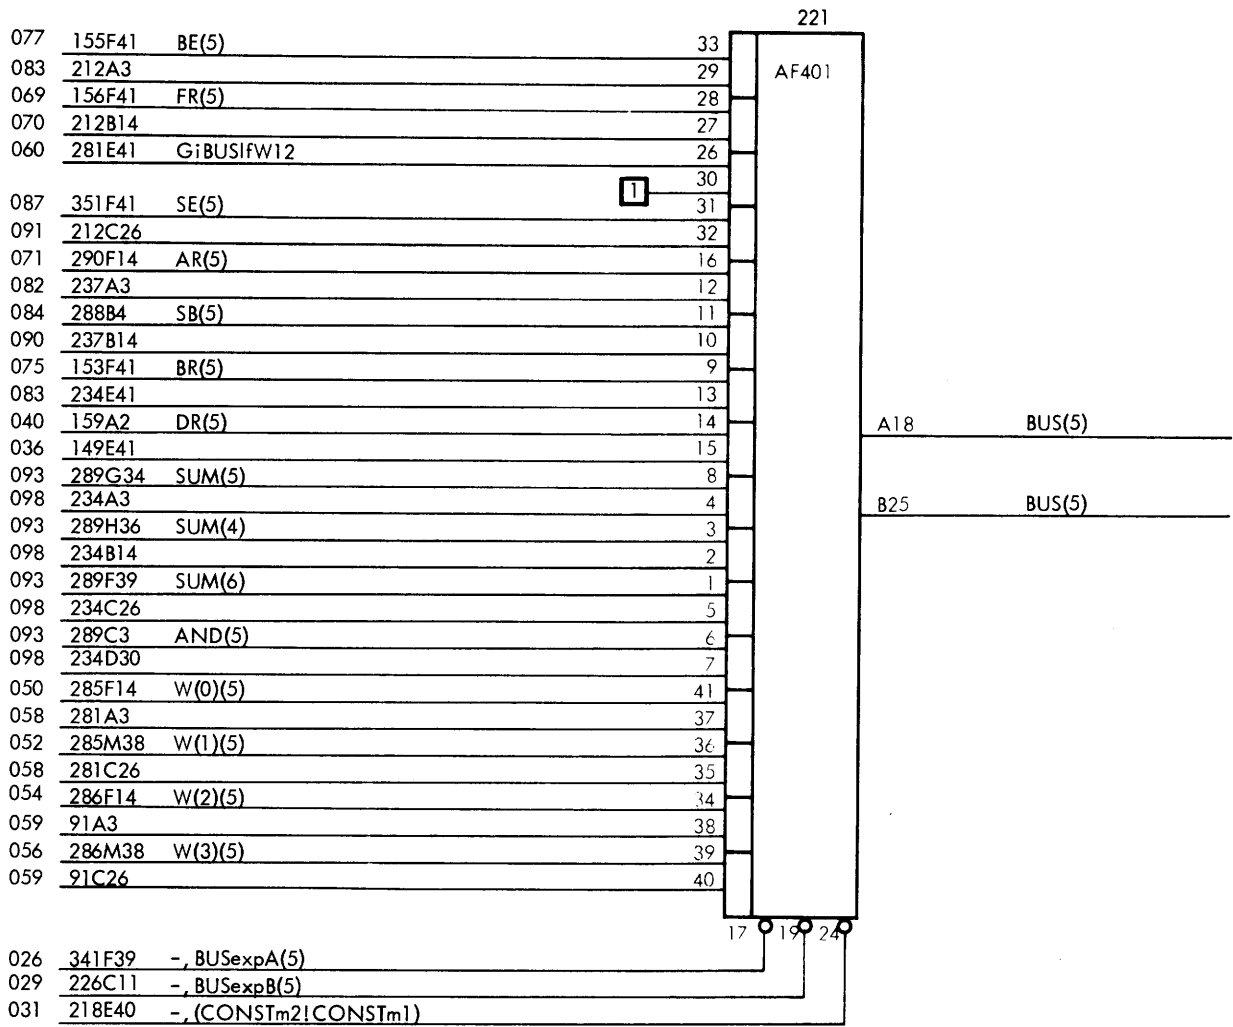 221
077 155F41 BE(5) 33
AF401
083 212A3 29
069 156F41 FR(5) 28
070 212B14 27
060 281E41 GiBUSIfW12 26
30
1
087 351F41 SE(5) 31
091 212C26 32
071 290F14 AR(5) 16
082 237A3 12
084 288B4 SB(5) 11
090 237B14 10
075 153F41 BR(5) 9
083 234E41 13
040 159A2 DR(5) 14
A18 BUS(5)
036 149E41 15
093 289G34 SUM(5) 8
098 234A3 4
B25 BUS(5)
093 289H36 SUM(4) 3
098 234B14 2
093 289F39 SUM(6) 1
098 234C26 5
093 289C3 AND(5) 6
098 234D30 7
050 285F14 W(0)(5) 41
058 281A3 37
052 285M38 W(1)(5) 36
058 281C26 35
054 286F14 W(2)(5) 34
059 91A3 38
056 286M38 W(3)(5) 39
059 91C26 40
17 19 24
026 341F39 -, BUSexpA(5)
029 226C11 -, BUSexpB(5)
031 218E40 -, (CONSTm2!CONSTm1)